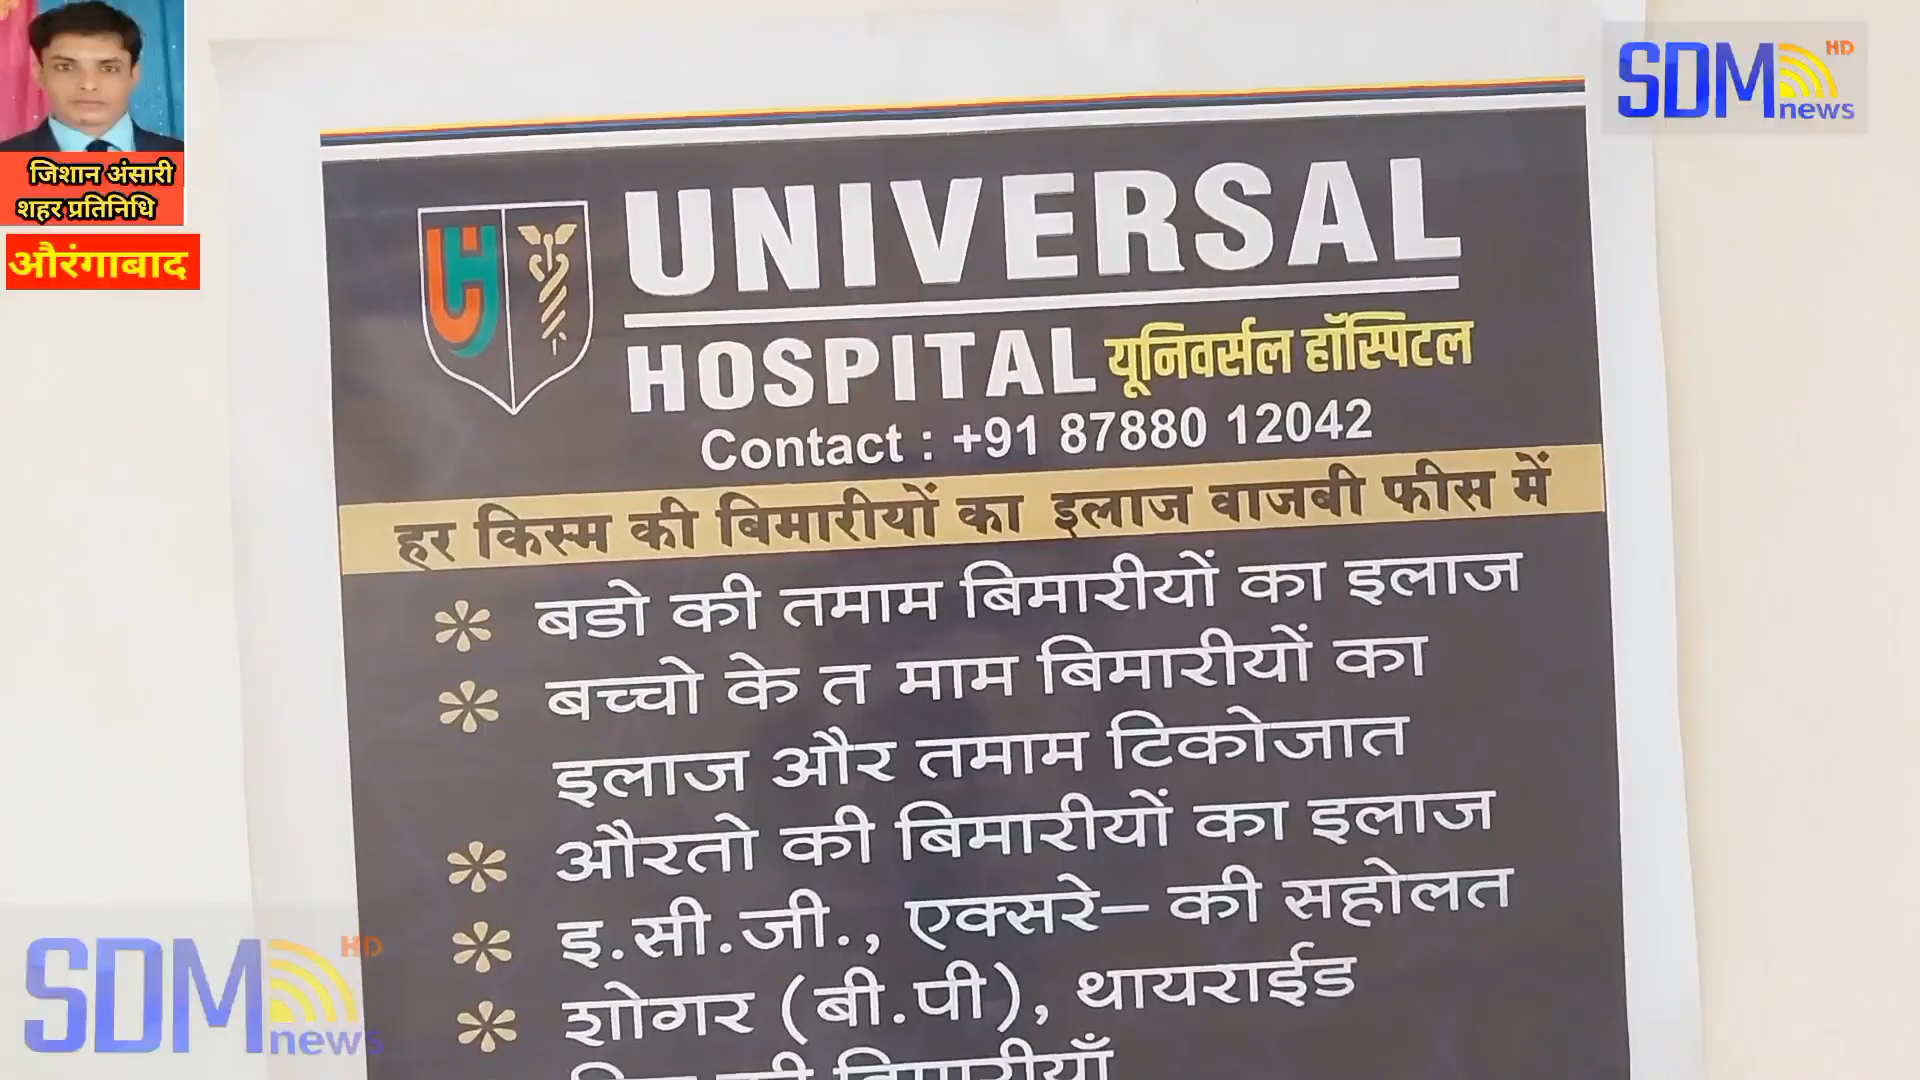 जिशान अंसारी
शहर प्रतिनिधि
औरंगाबाद
SDM news HD
UNIVERSAL
HOSPITAL यूनिवर्सल हॉस्पिटल
Contact : +91 87880 12042
हर किस्म की बिमारीयों का इलाज वाजबी फीस में
* बडो की तमाम बिमारीयों का इलाज
* बच्चो के त माम बिमारीयों का
इलाज और तमाम टिकोजात
* औरतो की बिमारीयों का इलाज
* इ.सी.जी., एक्सरे– की सहोलत
* शोगर (बी.पी), थायराईड
की बिमारीयाँ
SDM news HD